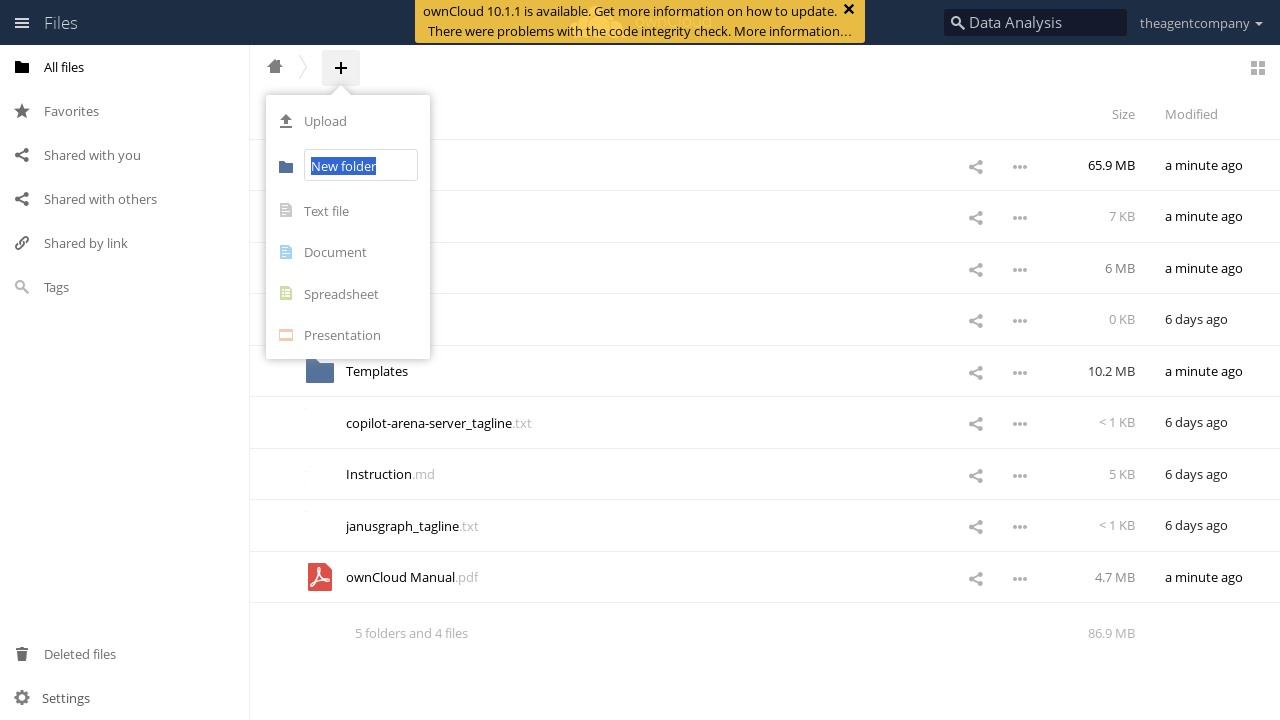 Files
ownCloud 10.1.1 is available. Get more information on how to update.
There were problems with the code integrity check. More information…
Data Analysis
theagentcompany
All files
Favorites
Shared with you
Shared with others
Shared by link
Tags
Deleted files
Settings
Upload
New folder
Text file
Document
Spreadsheet
Presentation
Size
Modified
65.9 MB
a minute ago
7 KB
a minute ago
6 MB
a minute ago
0 KB
6 days ago
Templates
10.2 MB
a minute ago
copilot-arena-server_tagline.txt
< 1 KB
6 days ago
Instruction.md
5 KB
6 days ago
janusgraph_tagline.txt
< 1 KB
6 days ago
ownCloud Manual.pdf
4.7 MB
a minute ago
5 folders and 4 files
86.9 MB